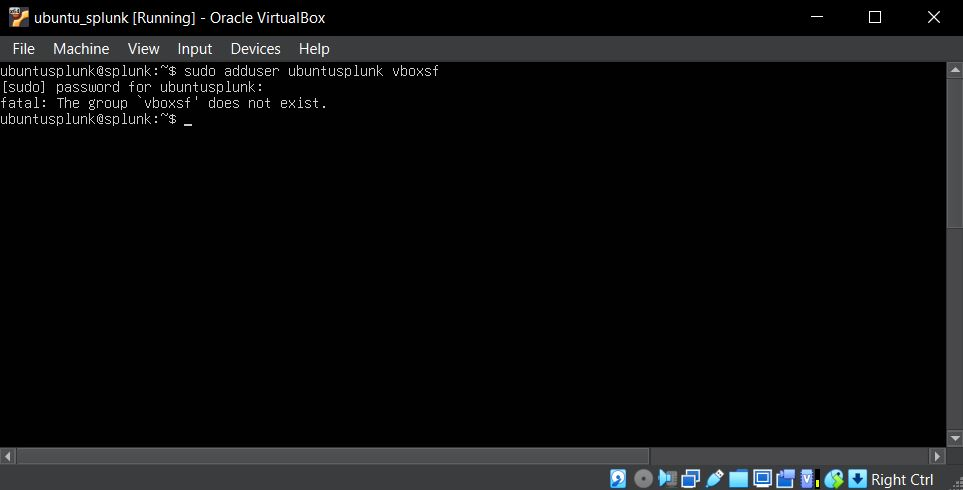 ubuntu_splunk [Running] - Oracle VirtualBox
File Machine View Input Devices Help
ubuntusplunk@splunk:~$ sudo adduser ubuntusplunk vboxsf
[sudo] password for ubuntusplunk:
fatal: The group `vboxsf' does not exist.
ubuntusplunk@splunk:~$ _
Right Ctrl